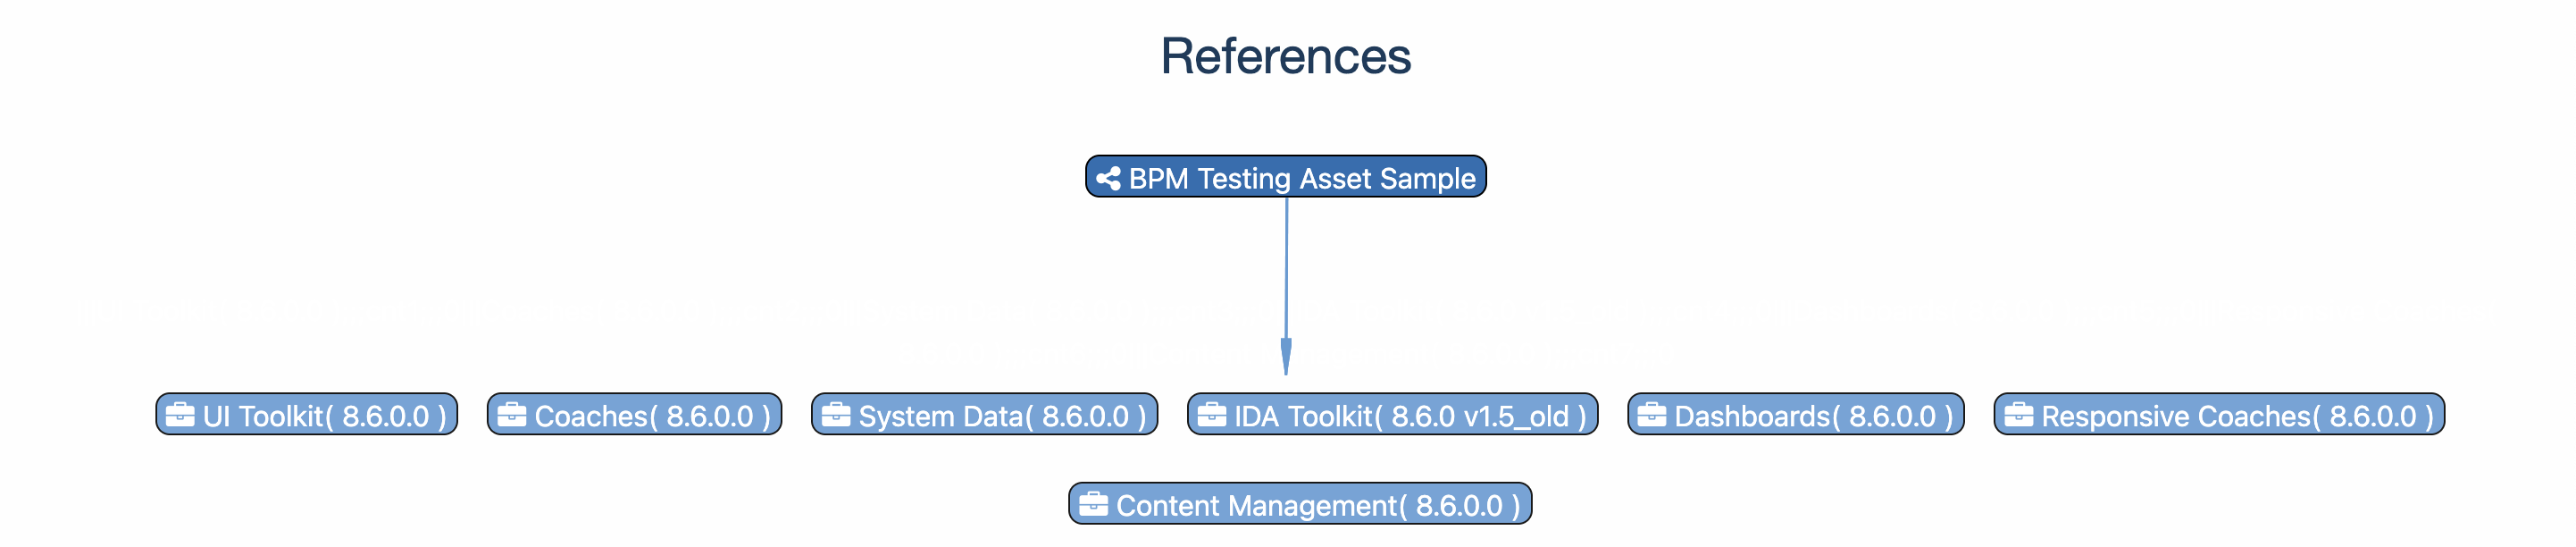 References
BPM Testing Asset Sample
UI Toolkit( 8.6.0.0 ) Coaches( 8.6.0.0 ) System Data( 8.6.0.0 ) IDA Toolkit( 8.6.0 v1.5_old ) Dashboards( 8.6.0.0 ) Responsive Coaches( 8.6.0.0 )
Content Management( 8.6.0.0 )